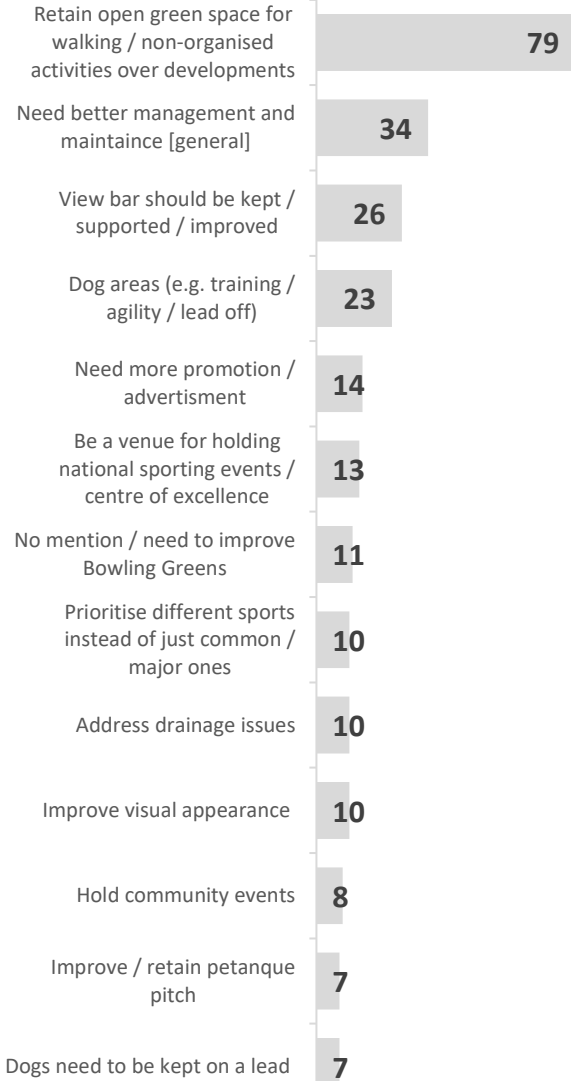 Retain open green space for
walking / non-organised
activities over developments
79
Need better management and
maintaince [general]
34
View bar should be kept /
supported / improved
26
Dog areas (e.g. training /
agility / lead off)
23
Need more promotion /
advertisment
14
Be a venue for holding
national sporting events /
centre of excellence
13
No mention / need to improve
Bowling Greens
11
Prioritise different sports
instead of just common /
major ones
10
Address drainage issues
10
Improve visual appearance
10
Hold community events
8
Improve / retain petanque
pitch
7
Dogs need to be kept on a lead
7